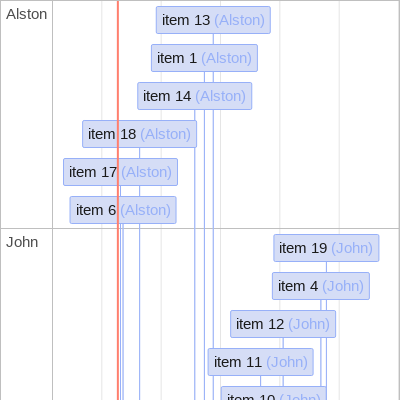 Alston
item 13 (Alston)
item 1 (Alston)
item 14 (Alston)
item 18 (Alston)
item 17 (Alston)
item 6 (Alston)
John
item 19 (John)
item 4 (John)
item 12 (John)
item 11 (John)
item 10 (John)